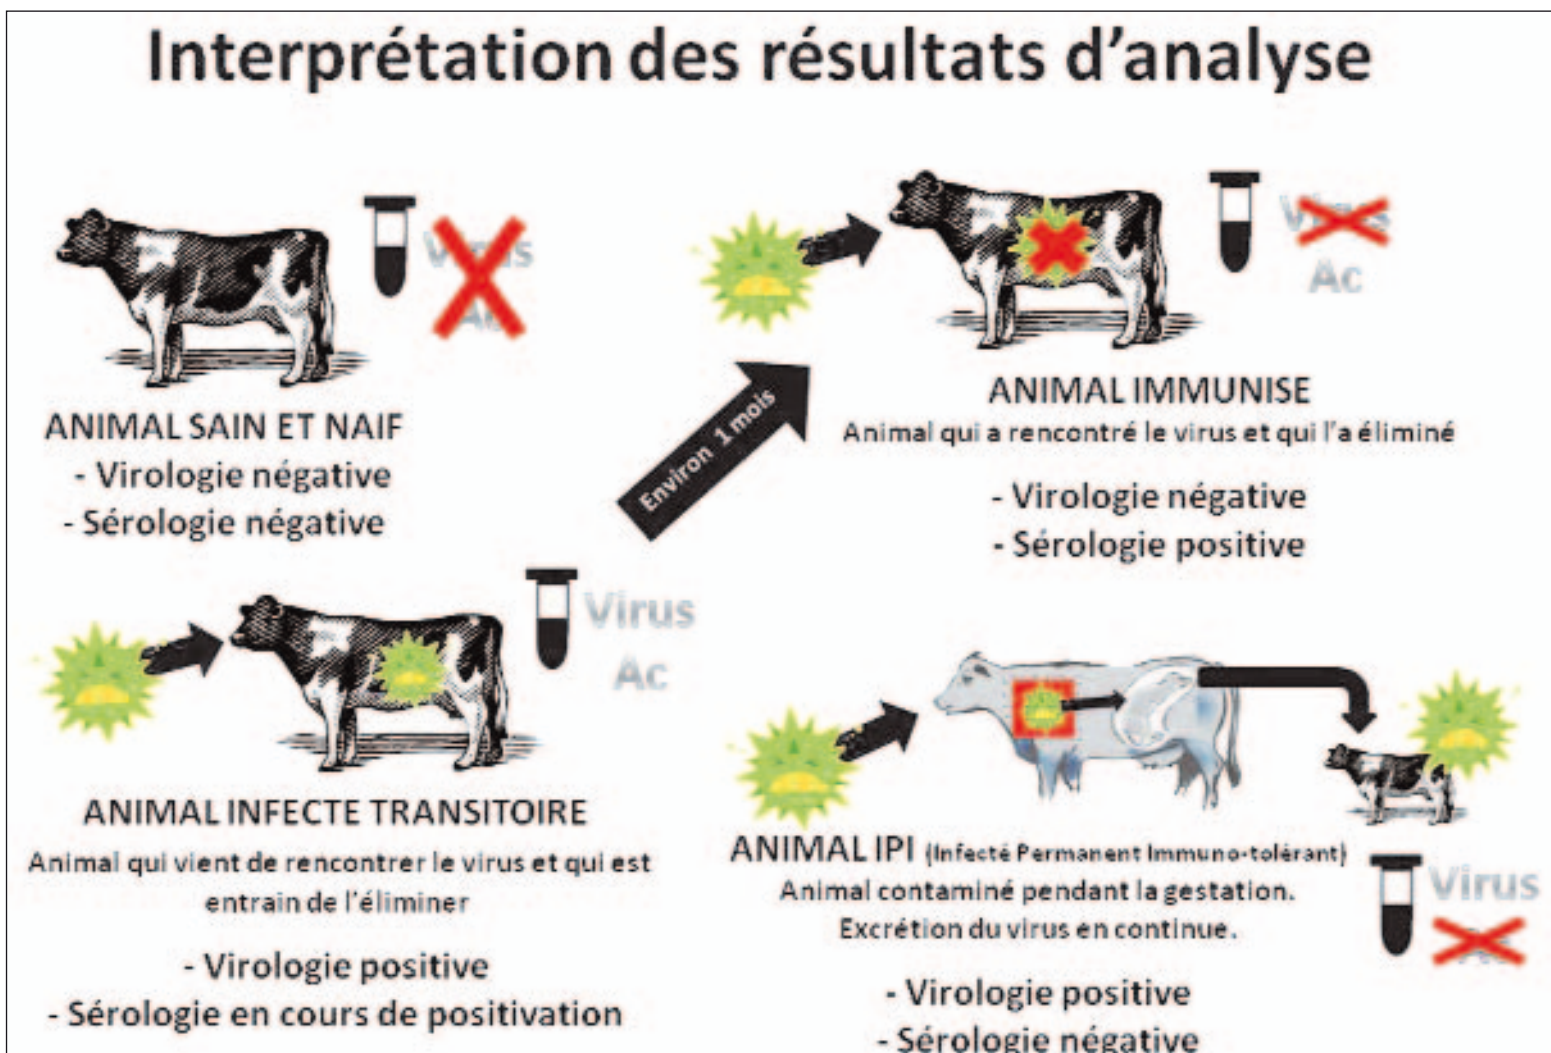 Interprétation des résultats d'analyse
Virus
Ac
ANIMAL SAIN ET NAIF
- Virologie négative
- Sérologie négative
Virus
Ac
ANIMAL IMMUNISE
Animal qui a rencontré le virus et qui l'a éliminé
- Virologie négative
- Sérologie positive
Environ 1 mois
Virus
Ac
ANIMAL INFECTE TRANSITOIRE
Animal qui vient de rencontrer le virus et qui est
entrain de l'éliminer
- Virologie positive
- Sérologie en cours de positivation
ANIMAL IPI (Infecté Permanent Immuno-tolérant)
Animal contaminé pendant la gestation.
Excrétion du virus en continue.
Virus
Ac
- Virologie positive
- Sérologie négative